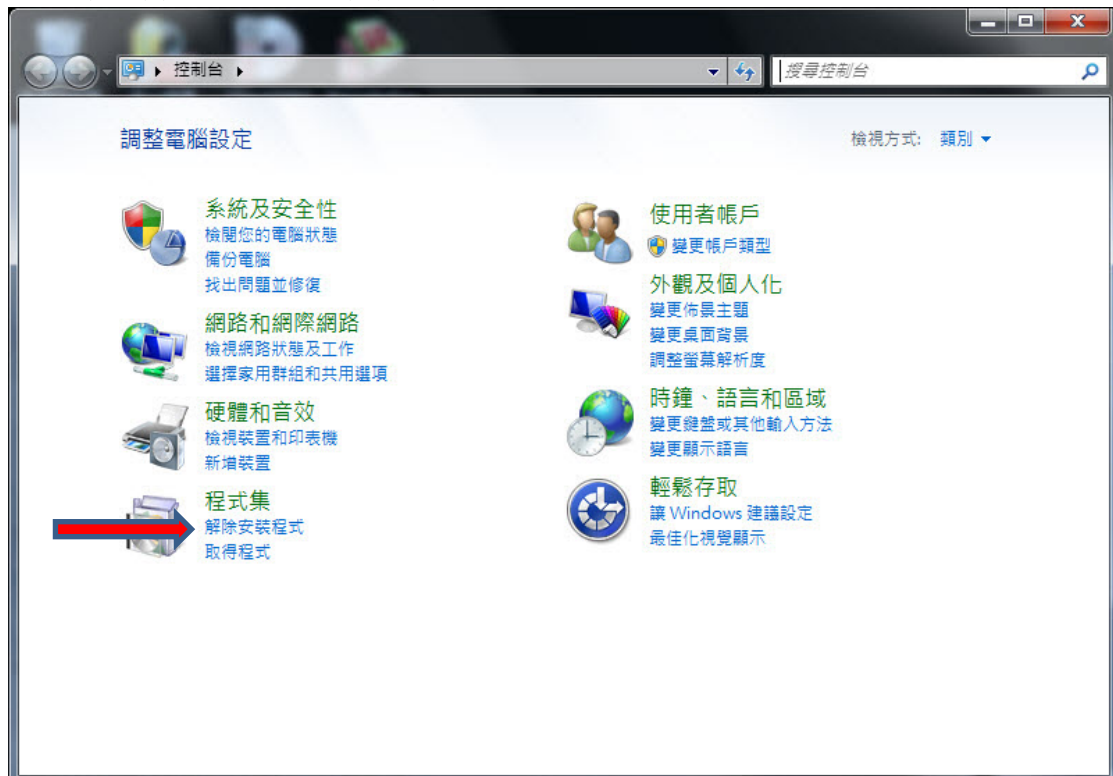 控制台
搜尋控制台
調整電腦設定
檢視方式: 類別
系統及安全性
檢閱您的電腦狀態
備份電腦
找出問題並修復
網路和網際網路
檢視網路狀態及工作
選擇家用群組和共用選項
硬體和音效
檢視裝置和印表機
新增裝置
程式集
解除安裝程式
取得程式
使用者帳戶
變更帳戶類型
外觀及個人化
變更佈景主題
變更桌面背景
調整螢幕解析度
時鐘、語言和區域
變更鍵盤或其他輸入方法
變更顯示語言
輕鬆存取
讓 Windows 建議設定
最佳化視覺顯示